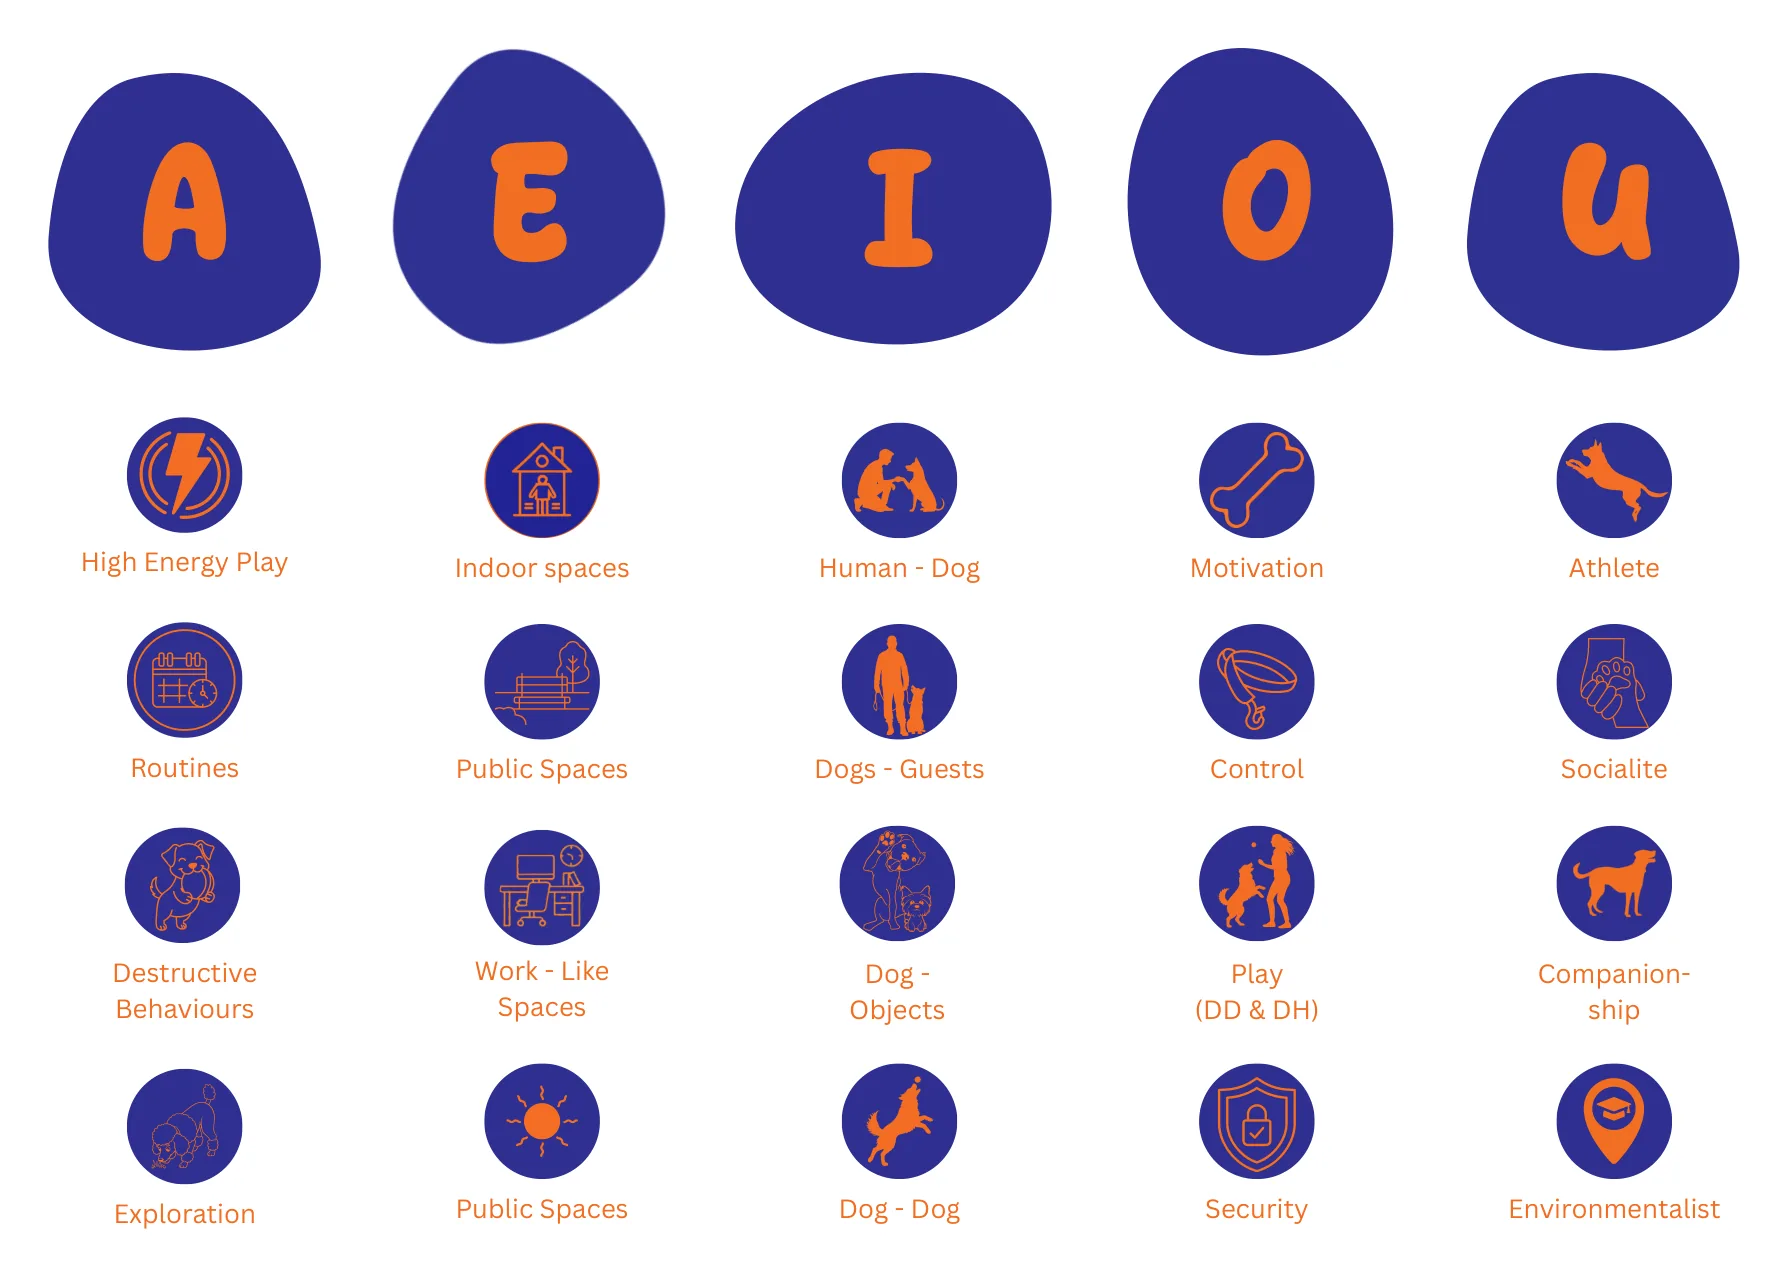 A
E
I
O
U
High Energy Play
Indoor spaces
Human - Dog
Motivation
Athlete
Routines
Public Spaces
Dogs - Guests
Control
Socialite
Destructive
Behaviours
Work - Like
Spaces
Dog -
Objects
Play
(DD & DH)
Companion-
ship
Exploration
Public Spaces
Dog - Dog
Security
Environmentalist